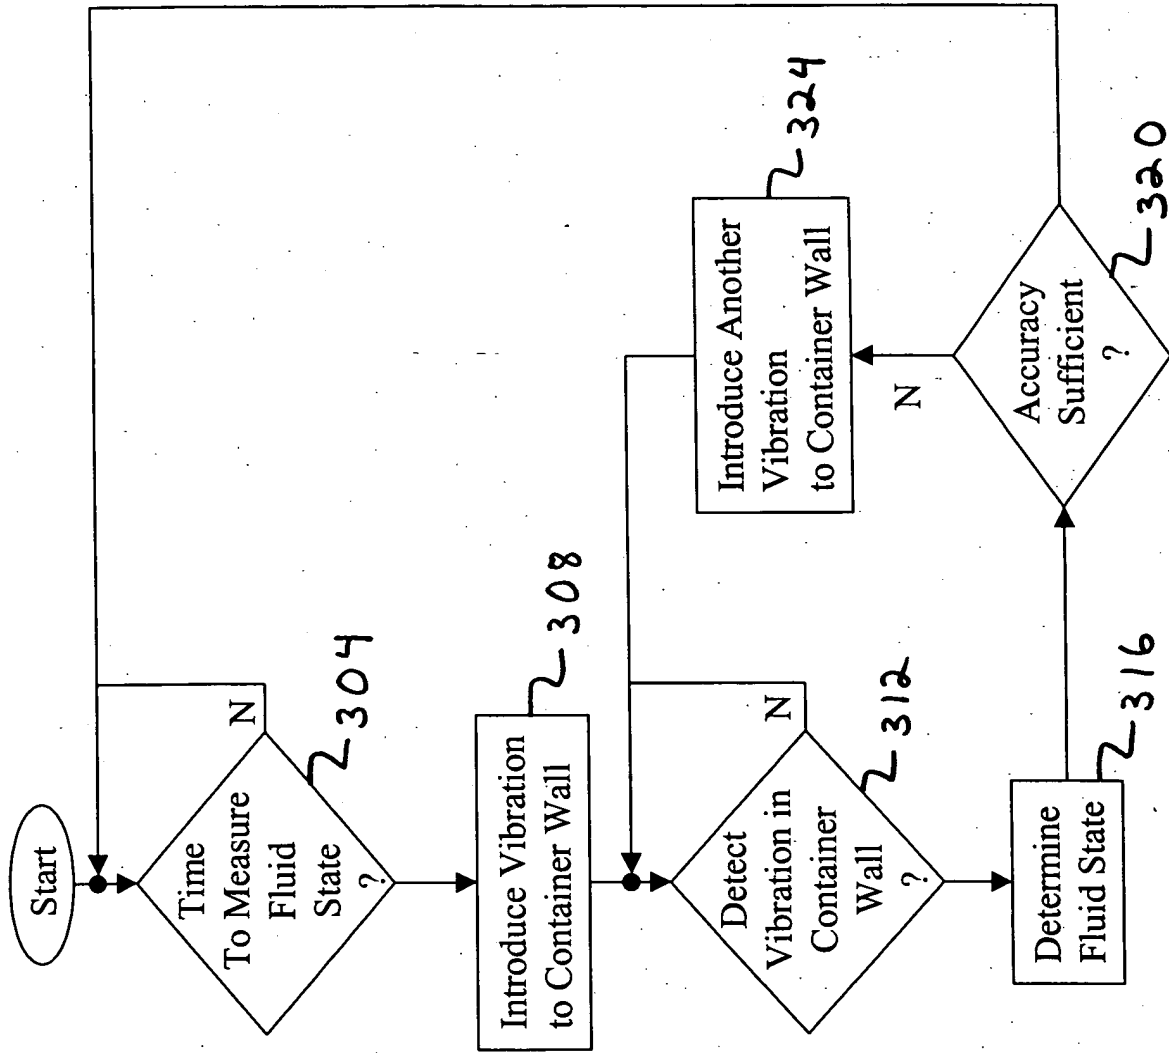 Start
Time
To Measure
Fluid
State
?
N
304
Introduce Vibration
to Container Wall
308
Detect
Vibration in
Container
Wall
?
N
312
Determine
Fluid State
316
Accuracy
Sufficient
?
N
320
Introduce Another
Vibration
to Container Wall
324